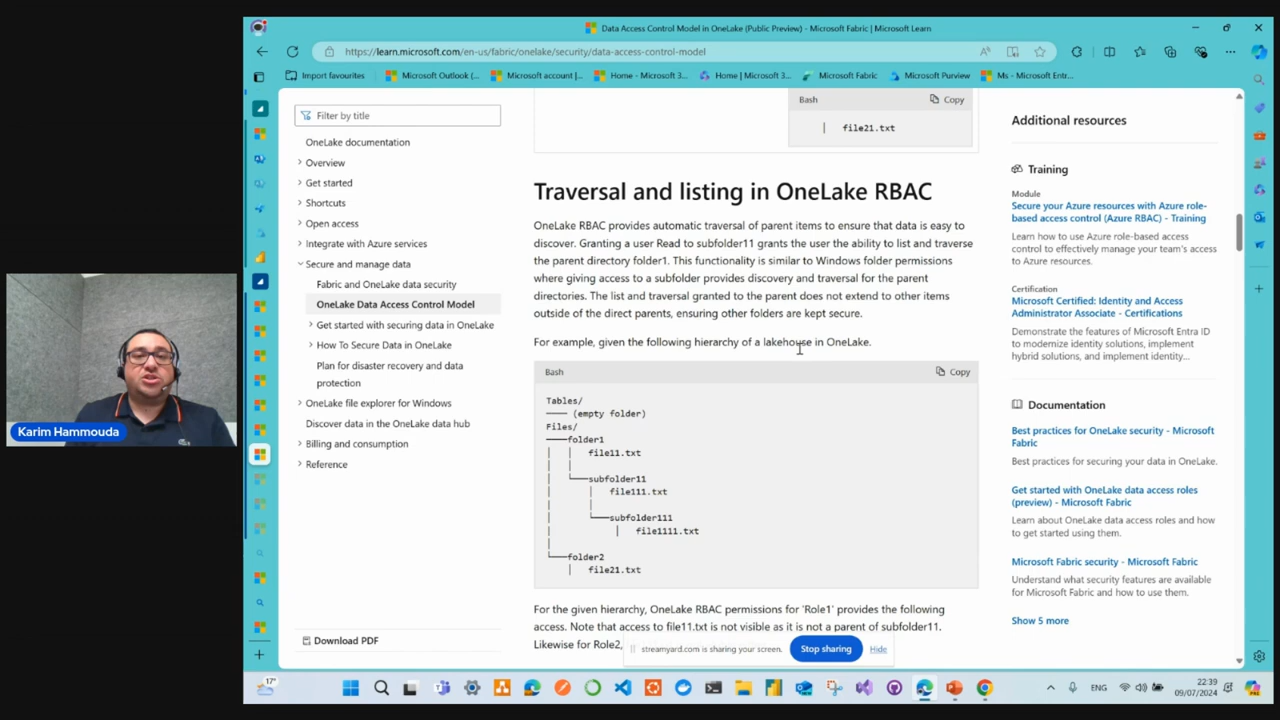 Data Access Control Model in OneLake (Public Preview) - Microsoft Fabric | Microsoft Learn
https://learn.microsoft.com/en-us/fabric/onelake/security/data-access-control-model
Import favourites
Microsoft Outlook (...
Microsoft account |...
Home - Microsoft 3...
Home | Microsoft 3...
Microsoft Fabric
Microsoft Purview
Ms - Microsoft Entra...
Filter by title
OneLake documentation
Overview
Get started
Shortcuts
Open access
Integrate with Azure services
Secure and manage data
Fabric and OneLake data security
OneLake Data Access Control Model
Get started with securing data in OneLake
How To Secure Data in OneLake
Plan for disaster recovery and data
protection
OneLake file explorer for Windows
Discover data in the OneLake data hub
Billing and consumption
Reference
Download PDF
Bash
Copy
│ file21.txt
Traversal and listing in OneLake RBAC
OneLake RBAC provides automatic traversal of parent items to ensure that data is easy to
discover. Granting a user Read to subfolder11 grants the user the ability to list and traverse
the parent directory folder1. This functionality is similar to Windows folder permissions
where giving access to a subfolder provides discovery and traversal for the parent
directories. The list and traversal granted to the parent does not extend to other items
outside of the direct parents, ensuring other folders are kept secure.
For example, given the following hierarchy of a lakehouse in OneLake.
Bash
Copy
Tables/
──── (empty folder)
Files/
────folder1
│ │ file11.txt
│ │
│ └───subfolder11
│ │ file111.txt
│ │
│ └───subfolder111
│ │ file1111.txt
│
└───folder2
│ file21.txt
For the given hierarchy, OneLake RBAC permissions for 'Role1' provides the following
access. Note that access to file11.txt is not visible as it is not a parent of subfolder11.
Likewise for Role2,
streamyard.com is sharing your screen.
Stop sharing
Hide
Additional resources
Training
Module
Secure your Azure resources with Azure role-
based access control (Azure RBAC) - Training
Learn how to use Azure role-based access
control to effectively manage your team's access
to Azure resources.
Certification
Microsoft Certified: Identity and Access
Administrator Associate - Certifications
Demonstrate the features of Microsoft Entra ID
to modernize identity solutions, implement
hybrid solutions, and implement identity...
Documentation
Best practices for OneLake security - Microsoft
Fabric
Best practices for securing your data in OneLake.
Get started with OneLake data access roles
(preview) - Microsoft Fabric
Learn about OneLake data access roles and how
to get started using them.
Microsoft Fabric security - Microsoft Fabric
Understand what security features are available
for Microsoft Fabric and how to use them.
Show 5 more
Karim Hammouda
17°
ENG
22:39
09/07/2024